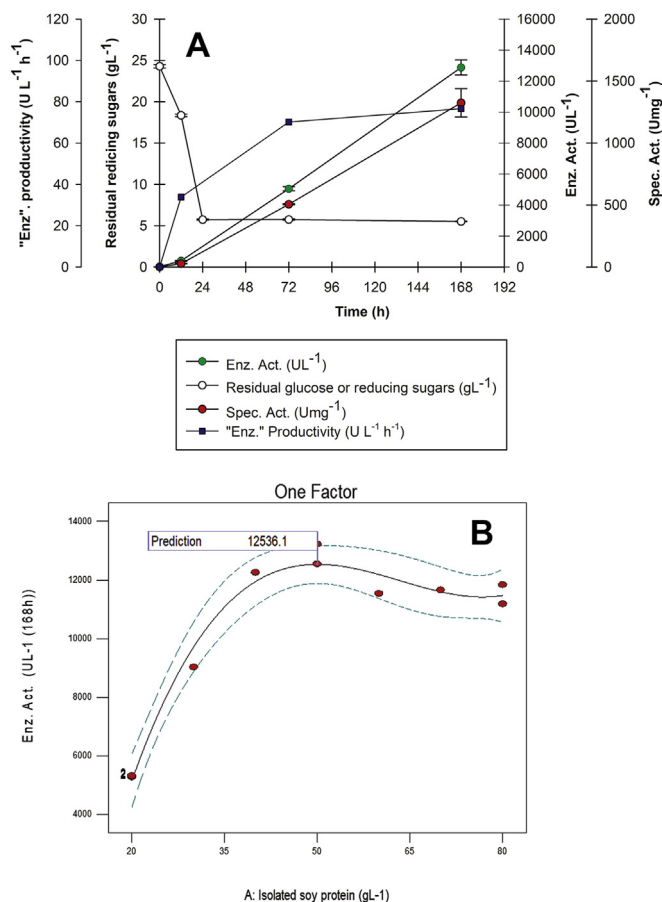 A
120
100
80
60
40
20
0
"Enz". prodductivity (U L-1 h-1)
30
25
20
15
10
5
0
Residual redicing sugars (gL-1)
16000
14000
12000
10000
8000
6000
4000
2000
0
Enz. Act. (UL-1)
2000
1500
1000
500
0
Spec. Act. (Umg-1)
0 24 48 72 96 120 144 168 192
Time (h)
Enz. Act. (UL-1)
Residual glucose or reducing sugars (gL-1)
Spec. Act. (Umg-1)
"Enz." Productivity (U L-1 h-1)
One Factor
B
Prediction 12536.1
14000
12000
10000
8000
6000
4000
Enz. Act. (UL-1 (168h))
2
20 35 50 65 80
A: Isolated soy protein (gL-1)